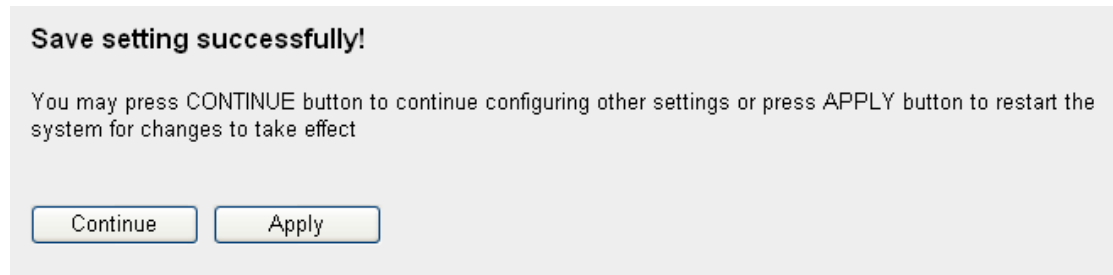 Save setting successfully!
You may press CONTINUE button to continue configuring other settings or press APPLY button to restart the
system for changes to take effect
Continue
Apply